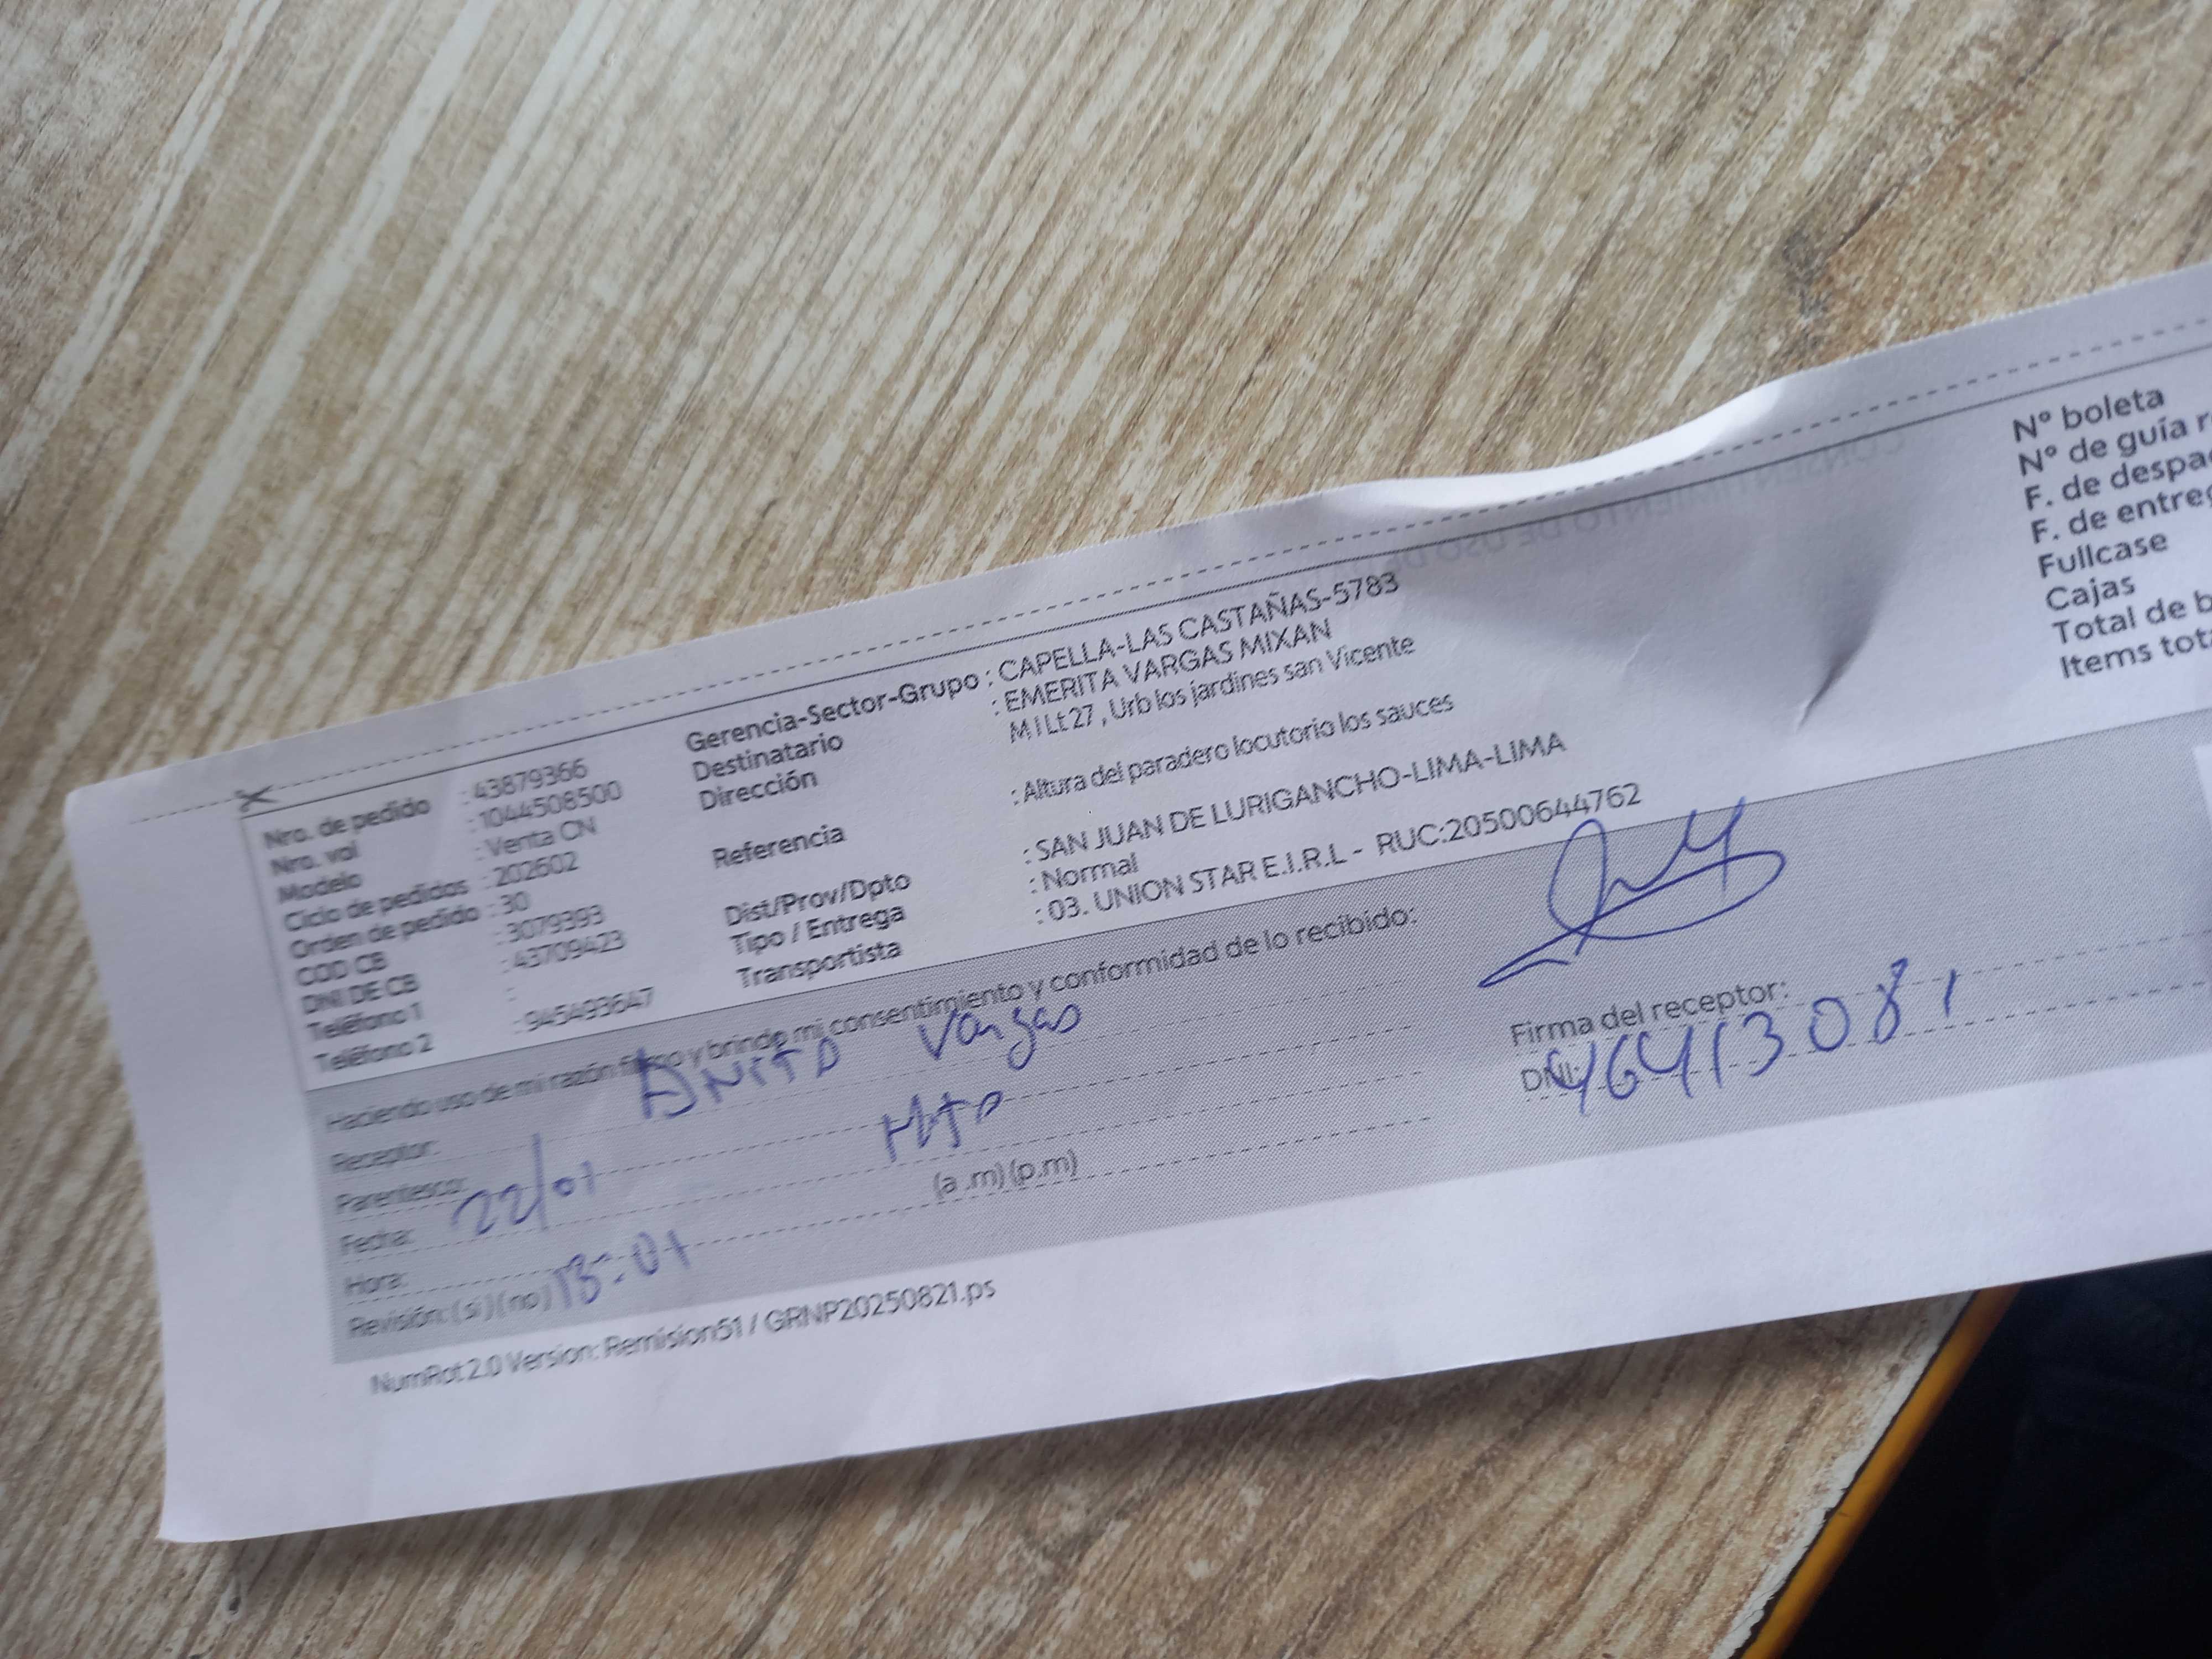 Nro. de pedido : 43879366
Nro. vol : 1044508500
Modelo : Venta CN
Ciclo de pedidos : 202602
Orden de pedido : 30
COD CB : 3079393
DNI DE CB : 43709423
Teléfono 1 :
Teléfono 2 : 945493647
Gerencia-Sector-Grupo : CAPELLA-LAS CASTAÑAS-5783
Destinatario : EMERITA VARGAS MIXAN
Dirección M I Lt 27 , Urb los jardines san Vicente
Referencia : Altura del paradero locutorio los sauces
Dist/Prov/Dpto : SAN JUAN DE LURIGANCHO-LIMA-LIMA
Tipo / Entrega : Normal
Transportista : 03. UNION STAR E.I.R.L - RUC:20500644762
N° boleta
N° de guía r
F. de despa
F. de entreg
Fullcase
Cajas
Total de b
Items tot
Haciendo uso de mi razón firmo y brindo mi consentimiento y conformidad de lo recibido:
Receptor: Anita Vargas
Parentesco:
Fecha: 22/01
Hora: (a .m) (p.m)
Revisión: (si) (no) 13:01
Firma del receptor:
DNI: 46413081
NumRot 2.0 Version: Remision51 / GRNP20250821.ps